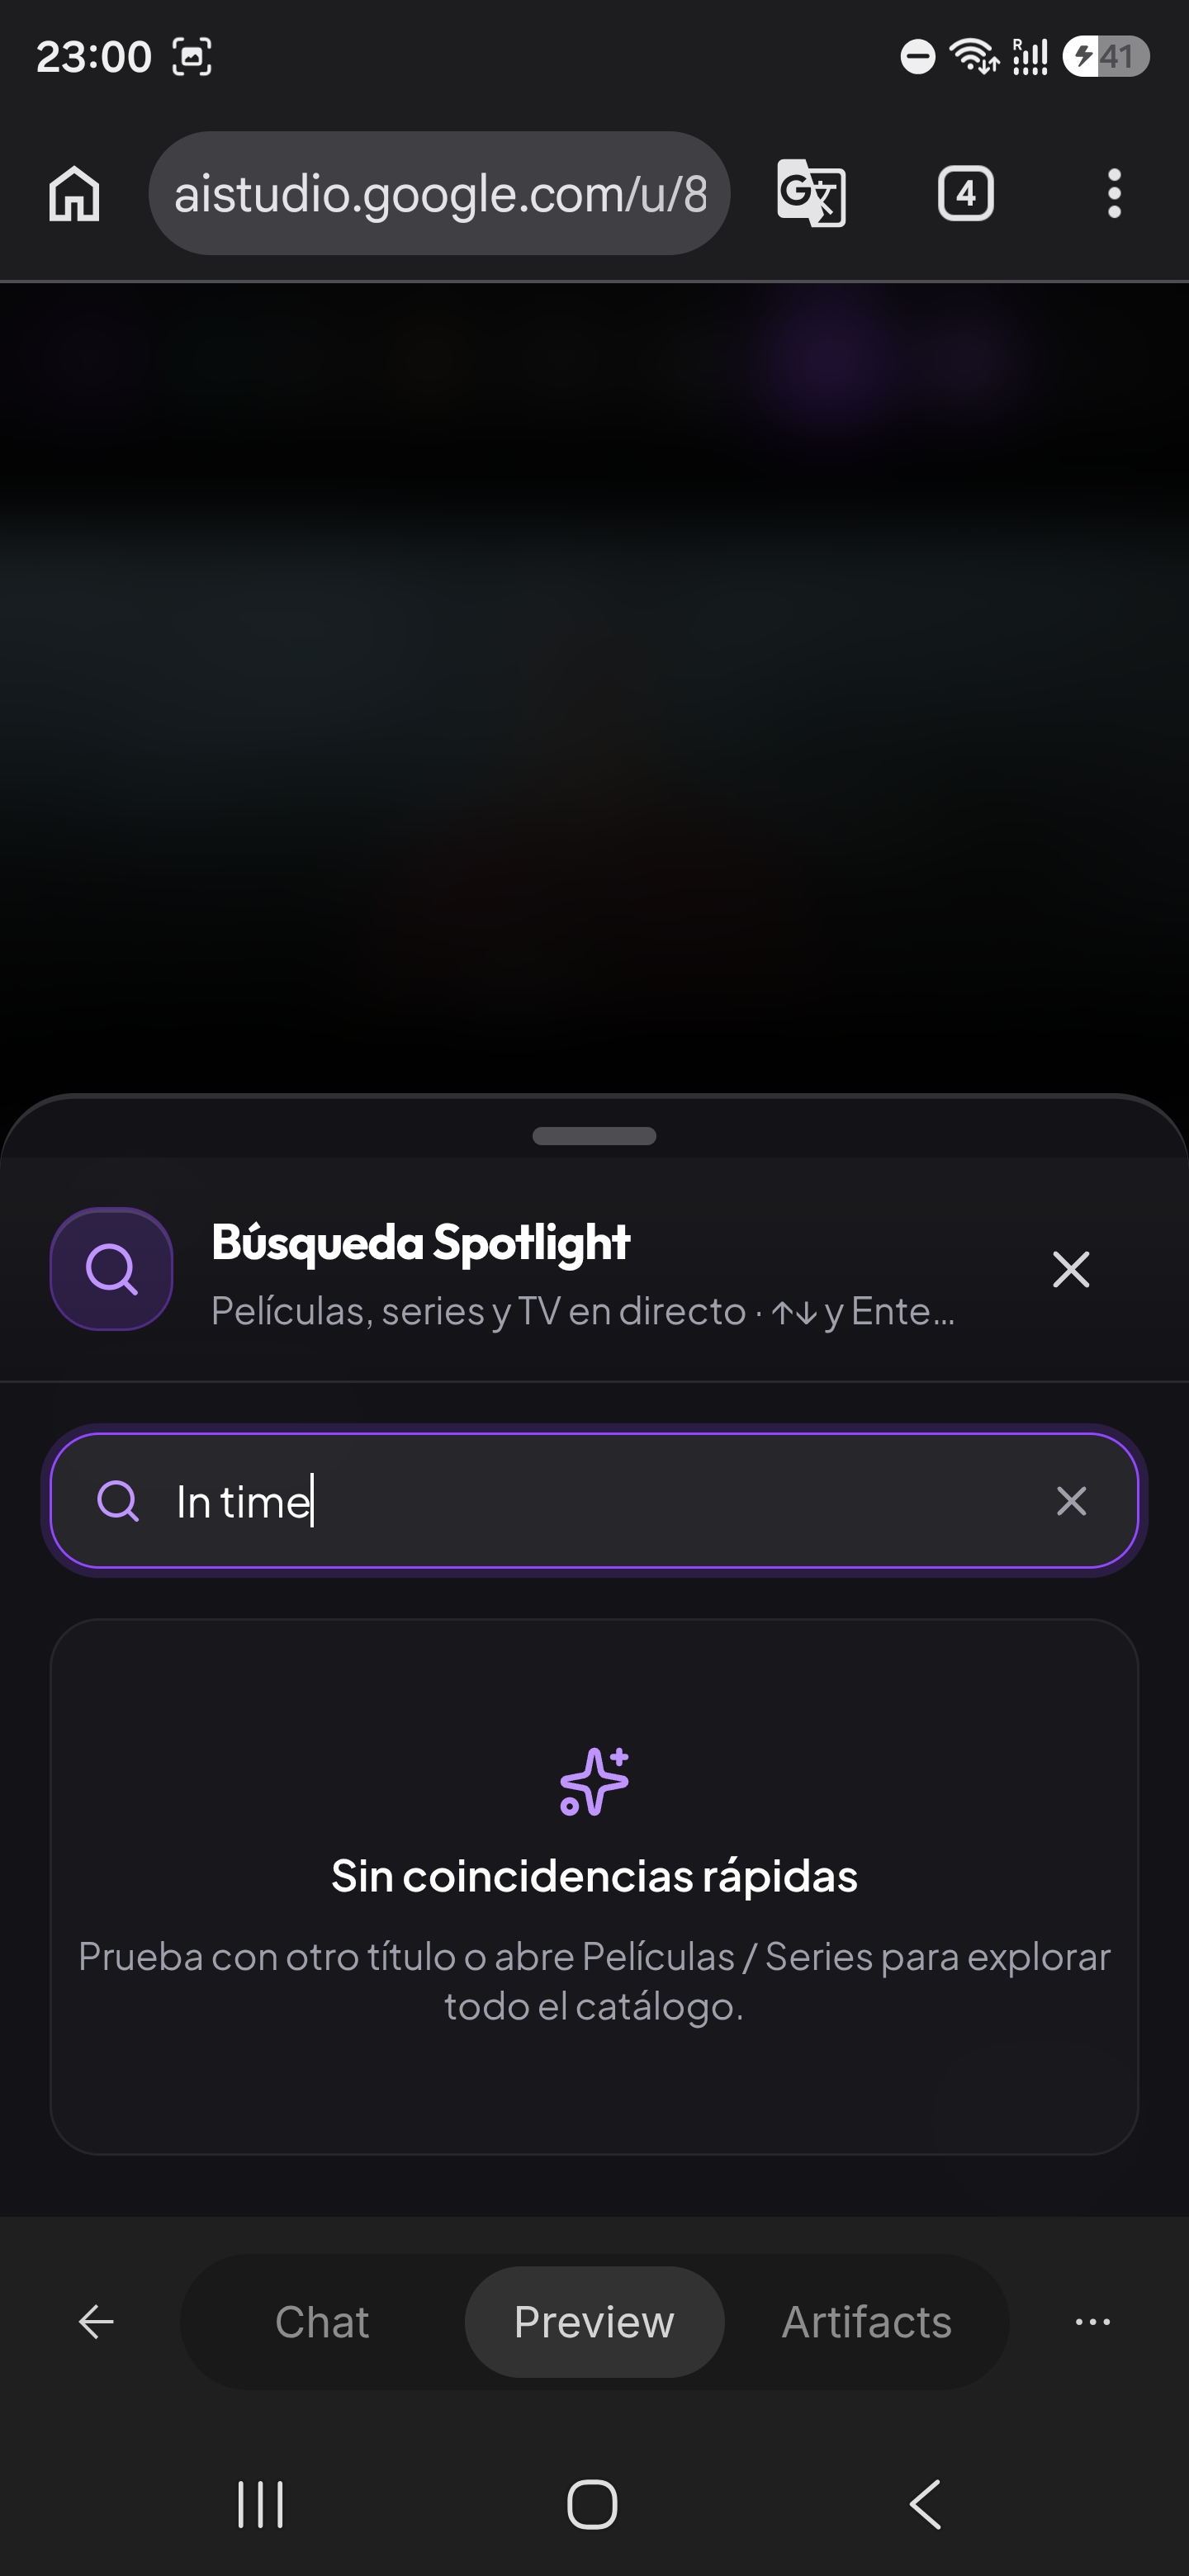 23:00
R
41
aistudio.google.com/u/8
4
Búsqueda Spotlight
Películas, series y TV en directo · ↑↓ y Ente...
In time
Sin coincidencias rápidas
Prueba con otro título o abre Películas / Series para explorar
todo el catálogo.
Chat
Preview
Artifacts